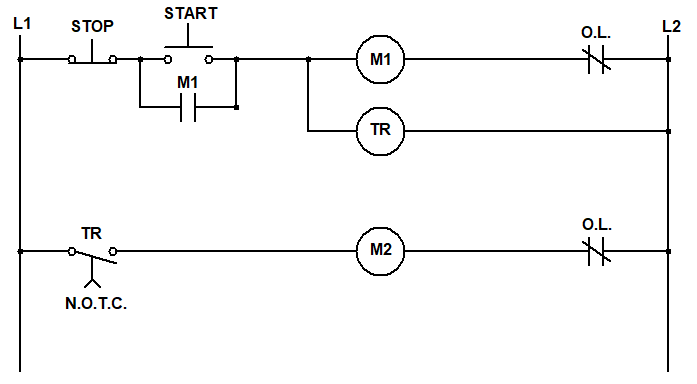 L1
STOP
START
M1
M1
O.L.
L2
TR
TR
N.O.T.C.
M2
O.L.